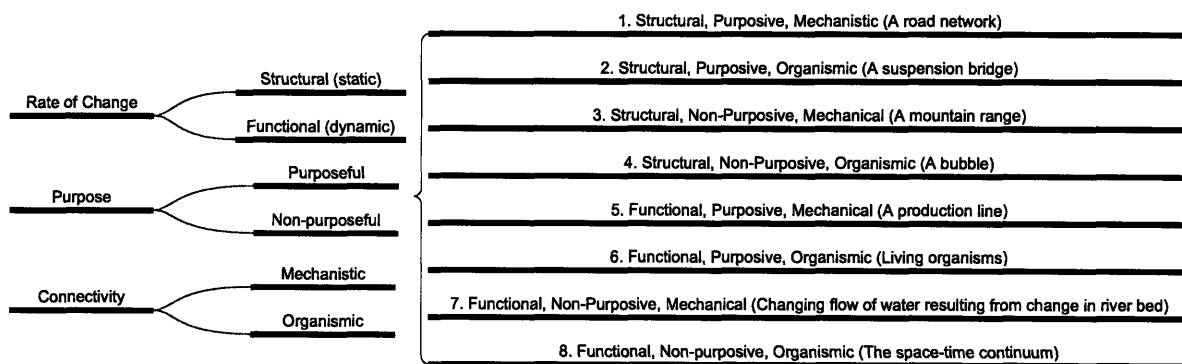 Rate of Change
Structural (static)
Functional (dynamic)
Purpose
Purposeful
Non-purposeful
Connectivity
Mechanistic
Organismic
1. Structural, Purposive, Mechanistic (A road network)
2. Structural, Purposive, Organismic (A suspension bridge)
3. Structural, Non-Purposive, Mechanical (A mountain range)
4. Structural, Non-Purposive, Organismic (A bubble)
5. Functional, Purposive, Mechanical (A production line)
6. Functional, Purposive, Organismic (Living organisms)
7. Functional, Non-Purposive, Mechanical (Changing flow of water resulting from change in river bed)
8. Functional, Non-purposive, Organismic (The space-time continuum)